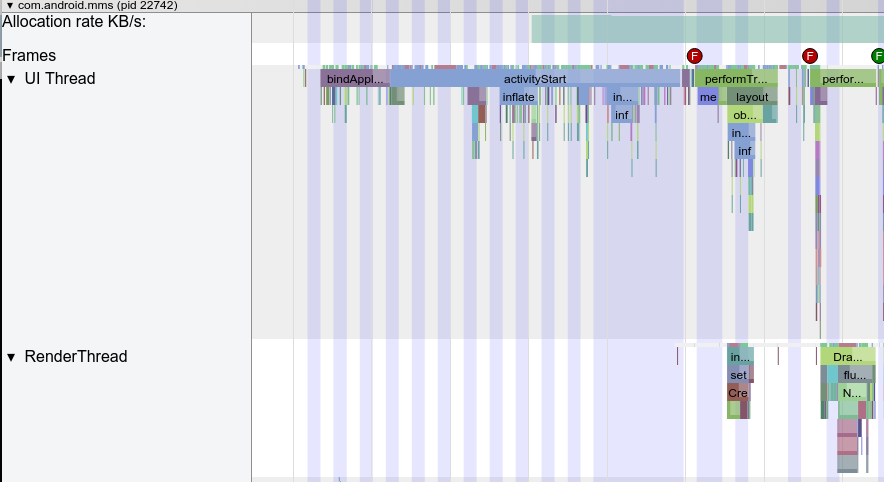 ▼ com.android.mms (pid 22742)
Allocation rate KB/s:
Frames
F F F
▼ UI Thread
bindAppl... activityStart performTr... perfor...
inflate in... me layout
inf ob...
in...
inf
▼ RenderThread
in... Dra...
set flu...
Cre N...